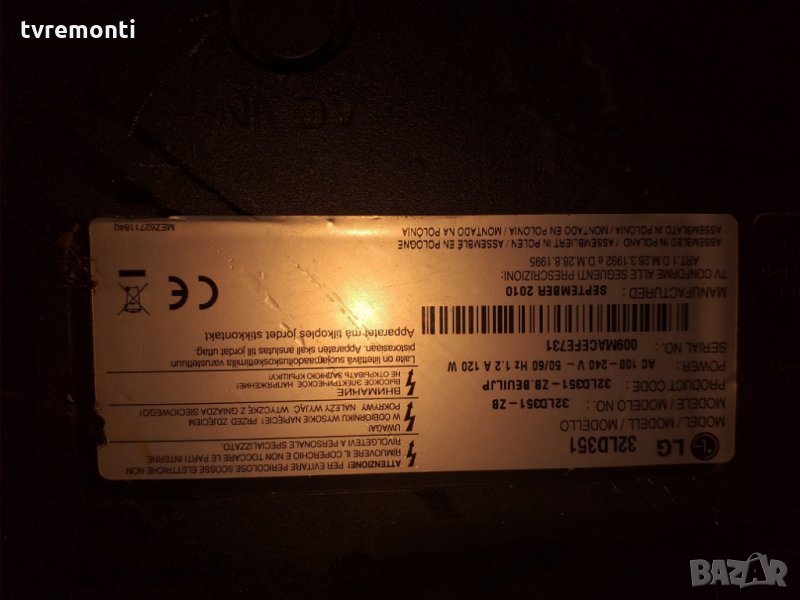 tvremonti
LG
32LD351
MODEL / MODELL / MODELLO
MODELE / MODELO NO. : 32LD351-ZB
PRODUCT CODE : 32LD351-ZB.BEUILJP
POWER: AC 100-240 V~ 50/60 Hz 1.2 A 120 W
SERIAL NO. : 009MACEFE731
MANUFACTURED : SEPTEMBER 2010
TV CONFORME ALLE SEGUENTI PRESCRIZIONI:
ART.1 D.M.26.3.1992 e D.M.28.8.1995
ASSEMBLED IN POLAND / ASSEMBLIERT IN POLEN / ASSEMBLÉ EN POLOGNE
ASSEMBLATO IN POLONIA / MONTADO EN POLONIA / MONTADO NA POLÓNIA
ATTENZIONE! PER EVITARE PERICOLOSE SCOSSE ELETTRICHE NON
RIMUOVERE IL COPERCHIO E NON TOCCARE LE PARTI INTERNE
RIVOLGETEVI A PERSONALE SPECIALIZZATO.
UWAGA!
W ODBIORNIKU WYSOKIE NAPIĘCIE! PRZED ZDJĘCIEM
POKRYWY NALEŻY WYJĄĆ WTYCZKĘ Z GNIAZDA SIECIOWEGO!
ВНИМАНИЕ
ВЫСОКОЕ ЭЛЕКТРИЧЕСКОЕ НАПРЯЖЕНИЕ!
НЕ ОТКРЫВАТЬ ЗАДНЮЮ КРЫШКУ!
Laite on liitettävä suojamaadoituskoskettimilla varustettuun
pistorasiaan. Apparaten skall anslutas till jordat uttag.
Apparatet må tilkoples jordet stikkontakt
CE
MEZ62711840
BAZAR